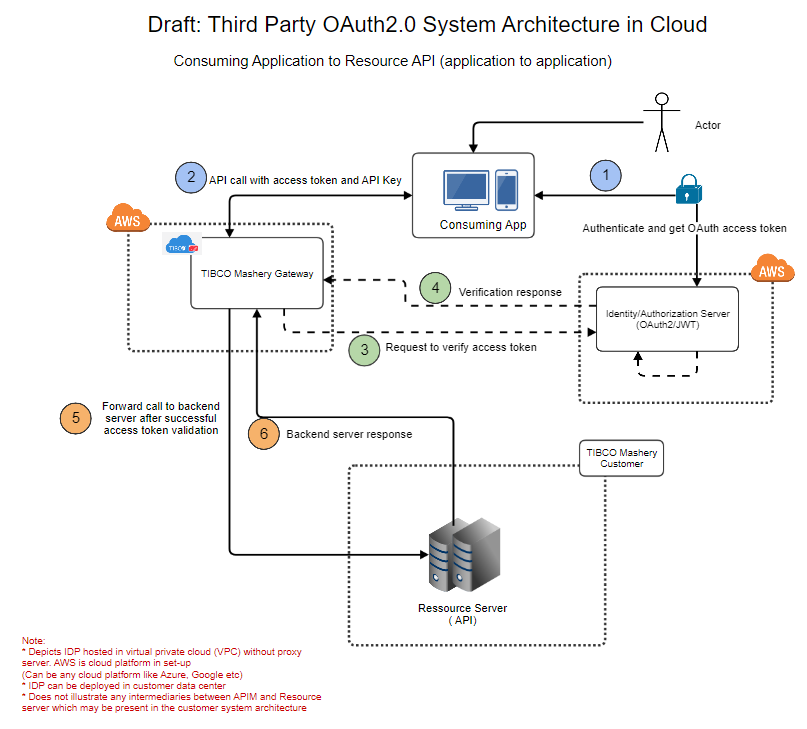 Draft: Third Party OAuth2.0 System Architecture in Cloud
Consuming Application to Resource API (application to application)
Actor
2
API call with access token and API Key
1
Consuming App
AWS
Authenticate and get OAuth access token
TIBCO
TIBCO Mashery Gateway
AWS
4
Verification response
Identity/Authorization Server
(OAuth2/JWT)
3
Request to verify access token
5
Forward call to backend
server after successful
access token validation
6
Backend server response
TIBCO Mashery
Customer
Ressource Server
( API)
Note:
* Depicts IDP hosted in virtual private cloud (VPC) without proxy
server. AWS is cloud platform in set-up
(Can be any cloud platform like Azure, Google etc)
* IDP can be deployed in customer data center
* Does not illustrate any intermediaries between APIM and Resource
server which may be present in the customer system architecture